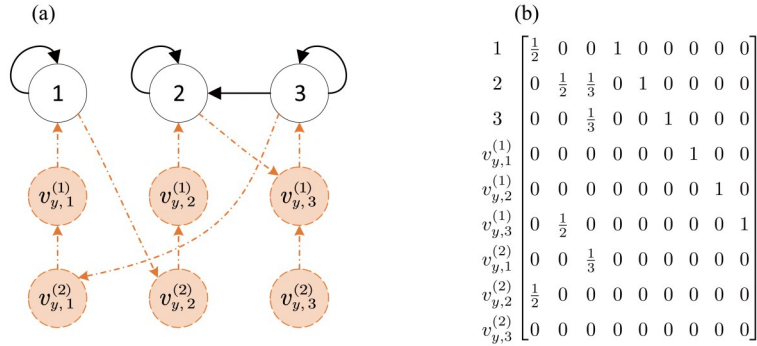 (a)
1 2 3
v_{y,1}^{(1)} v_{y,2}^{(1)} v_{y,3}^{(1)}
v_{y,1}^{(2)} v_{y,2}^{(2)} v_{y,3}^{(2)}
(b)
1 [ 1/2 0 0 1 0 0 0 0 0 ]
2 [ 0 1/2 1/3 0 1 0 0 0 0 ]
3 [ 0 0 1/3 0 0 1 0 0 0 ]
v_{y,1}^{(1)} [ 0 0 0 0 0 0 1 0 0 ]
v_{y,2}^{(1)} [ 0 0 0 0 0 0 0 1 0 ]
v_{y,3}^{(1)} [ 0 1/2 0 0 0 0 0 0 1 ]
v_{y,1}^{(2)} [ 0 0 1/3 0 0 0 0 0 0 ]
v_{y,2}^{(2)} [ 1/2 0 0 0 0 0 0 0 0 ]
v_{y,3}^{(2)} [ 0 0 0 0 0 0 0 0 0 ]